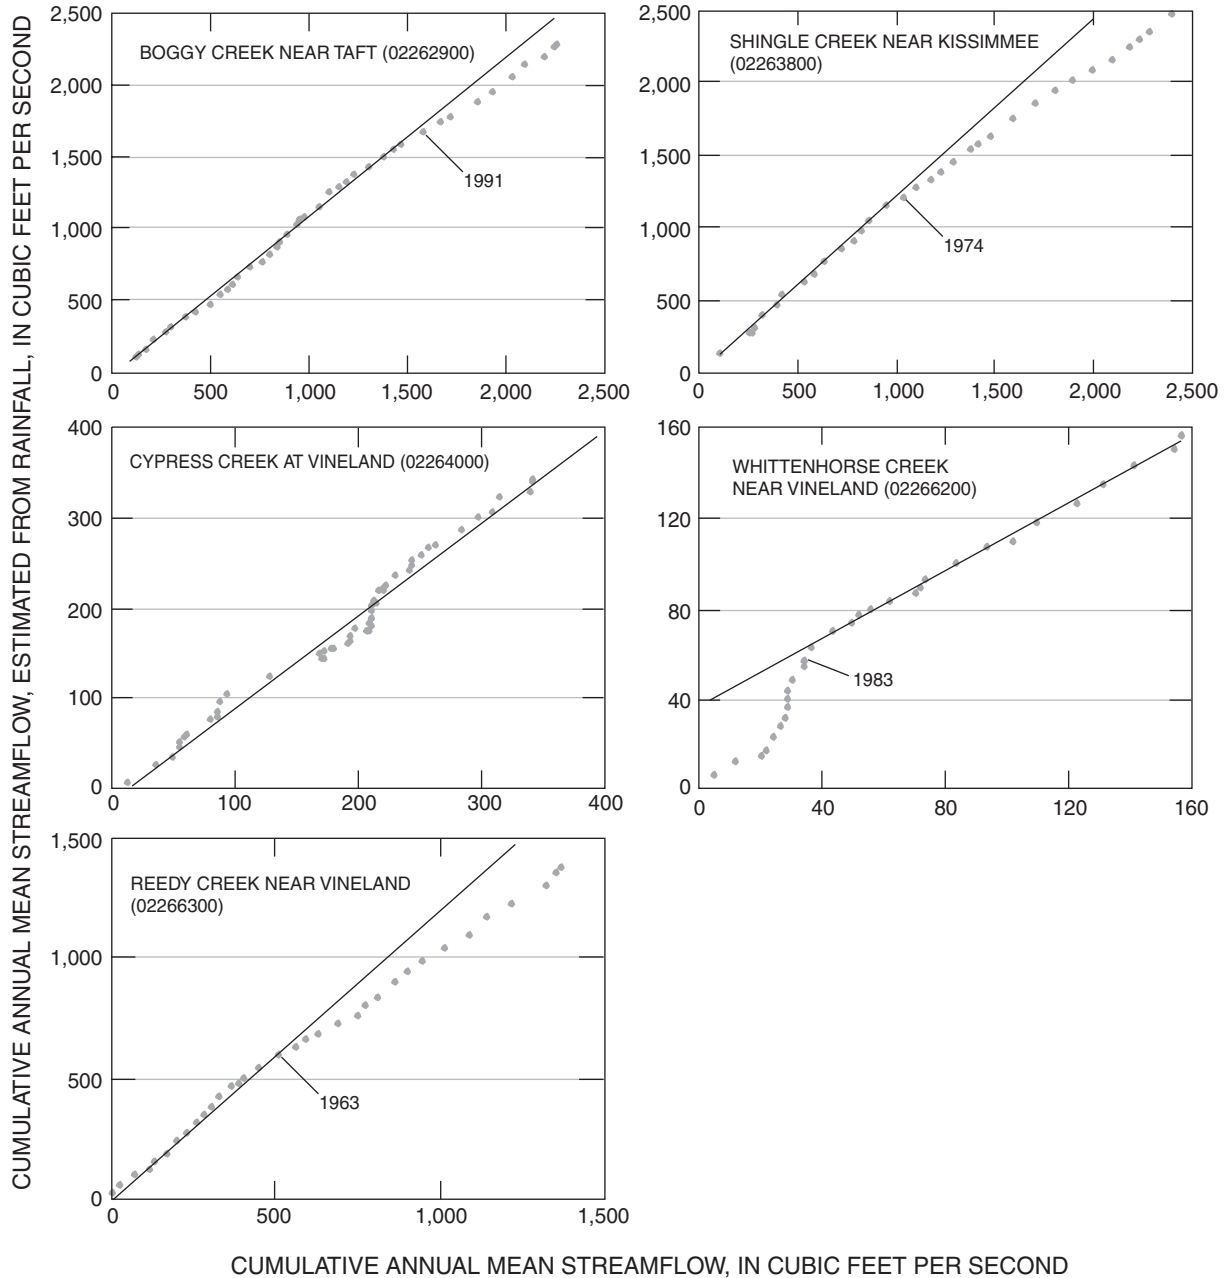 CUMULATIVE ANNUAL MEAN STREAMFLOW, ESTIMATED FROM RAINFALL, IN CUBIC FEET PER SECOND
2,500
2,000
1,500
1,000
500
0
BOGGY CREEK NEAR TAFT (02262900)
1991
0 500 1,000 1,500 2,000 2,500
2,500
2,000
1,500
1,000
500
0
SHINGLE CREEK NEAR KISSIMMEE
(02263800)
1974
0 500 1,000 1,500 2,000 2,500
400
300
200
100
0
CYPRESS CREEK AT VINELAND (02264000)
0 100 200 300 400
160
120
80
40
0
WHITTENHORSE CREEK
NEAR VINELAND (02266200)
1983
0 40 80 120 160
1,500
1,000
500
0
REEDY CREEK NEAR VINELAND
(02266300)
1963
0 500 1,000 1,500
CUMULATIVE ANNUAL MEAN STREAMFLOW, IN CUBIC FEET PER SECOND